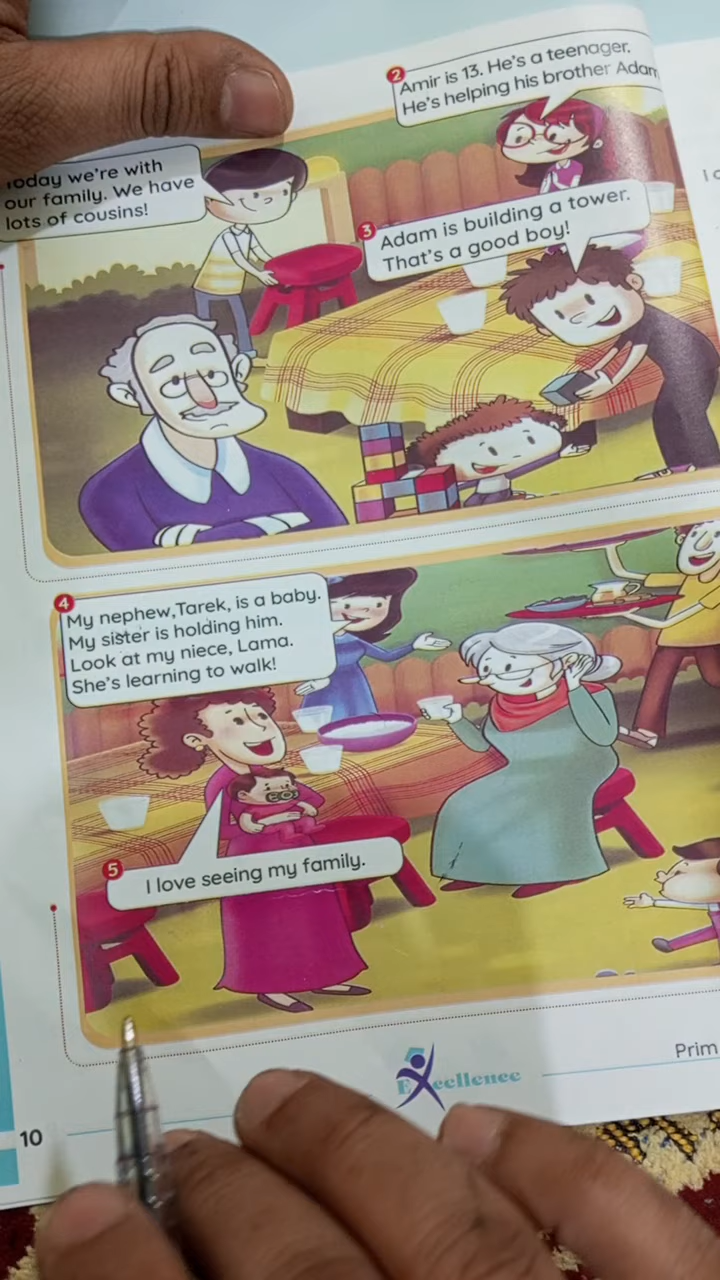 Today we're with
our family. We have
lots of cousins!
2
Amir is 13. He's a teenager.
He's helping his brother Adam
3
Adam is building a tower.
That's a good boy!
4
My nephew, Tarek, is a baby.
My sister is holding him.
Look at my niece, Lama.
She's learning to walk!
5
I love seeing my family.
Excellence
Prim
10